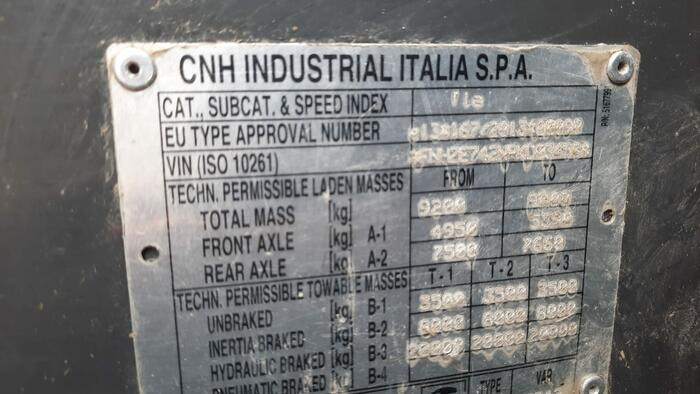 CNH INDUSTRIAL ITALIA S.P.A.
CAT., SUBCAT. & SPEED INDEX
EU TYPE APPROVAL NUMBER
VIN (ISO 10261)
TECHN. PERMISSIBLE LADEN MASSES FROM TO
TOTAL MASS [kg] 9200
FRONT AXLE [kg] A-1 4950
REAR AXLE [kg] A-2 7500
TECHN. PERMISSIBLE TOWABLE MASSES T-1 T-2 T-3
UNBRAKED [kg] B-1 3500 3500 3500
INERTIA BRAKED [kg] B-2 6000 6000
HYDRAULIC BRAKED [kg] B-3 20000 20000
PNEUMATIC BRAKED [kg] B-4
TYPE VAR
P/N: 5167799